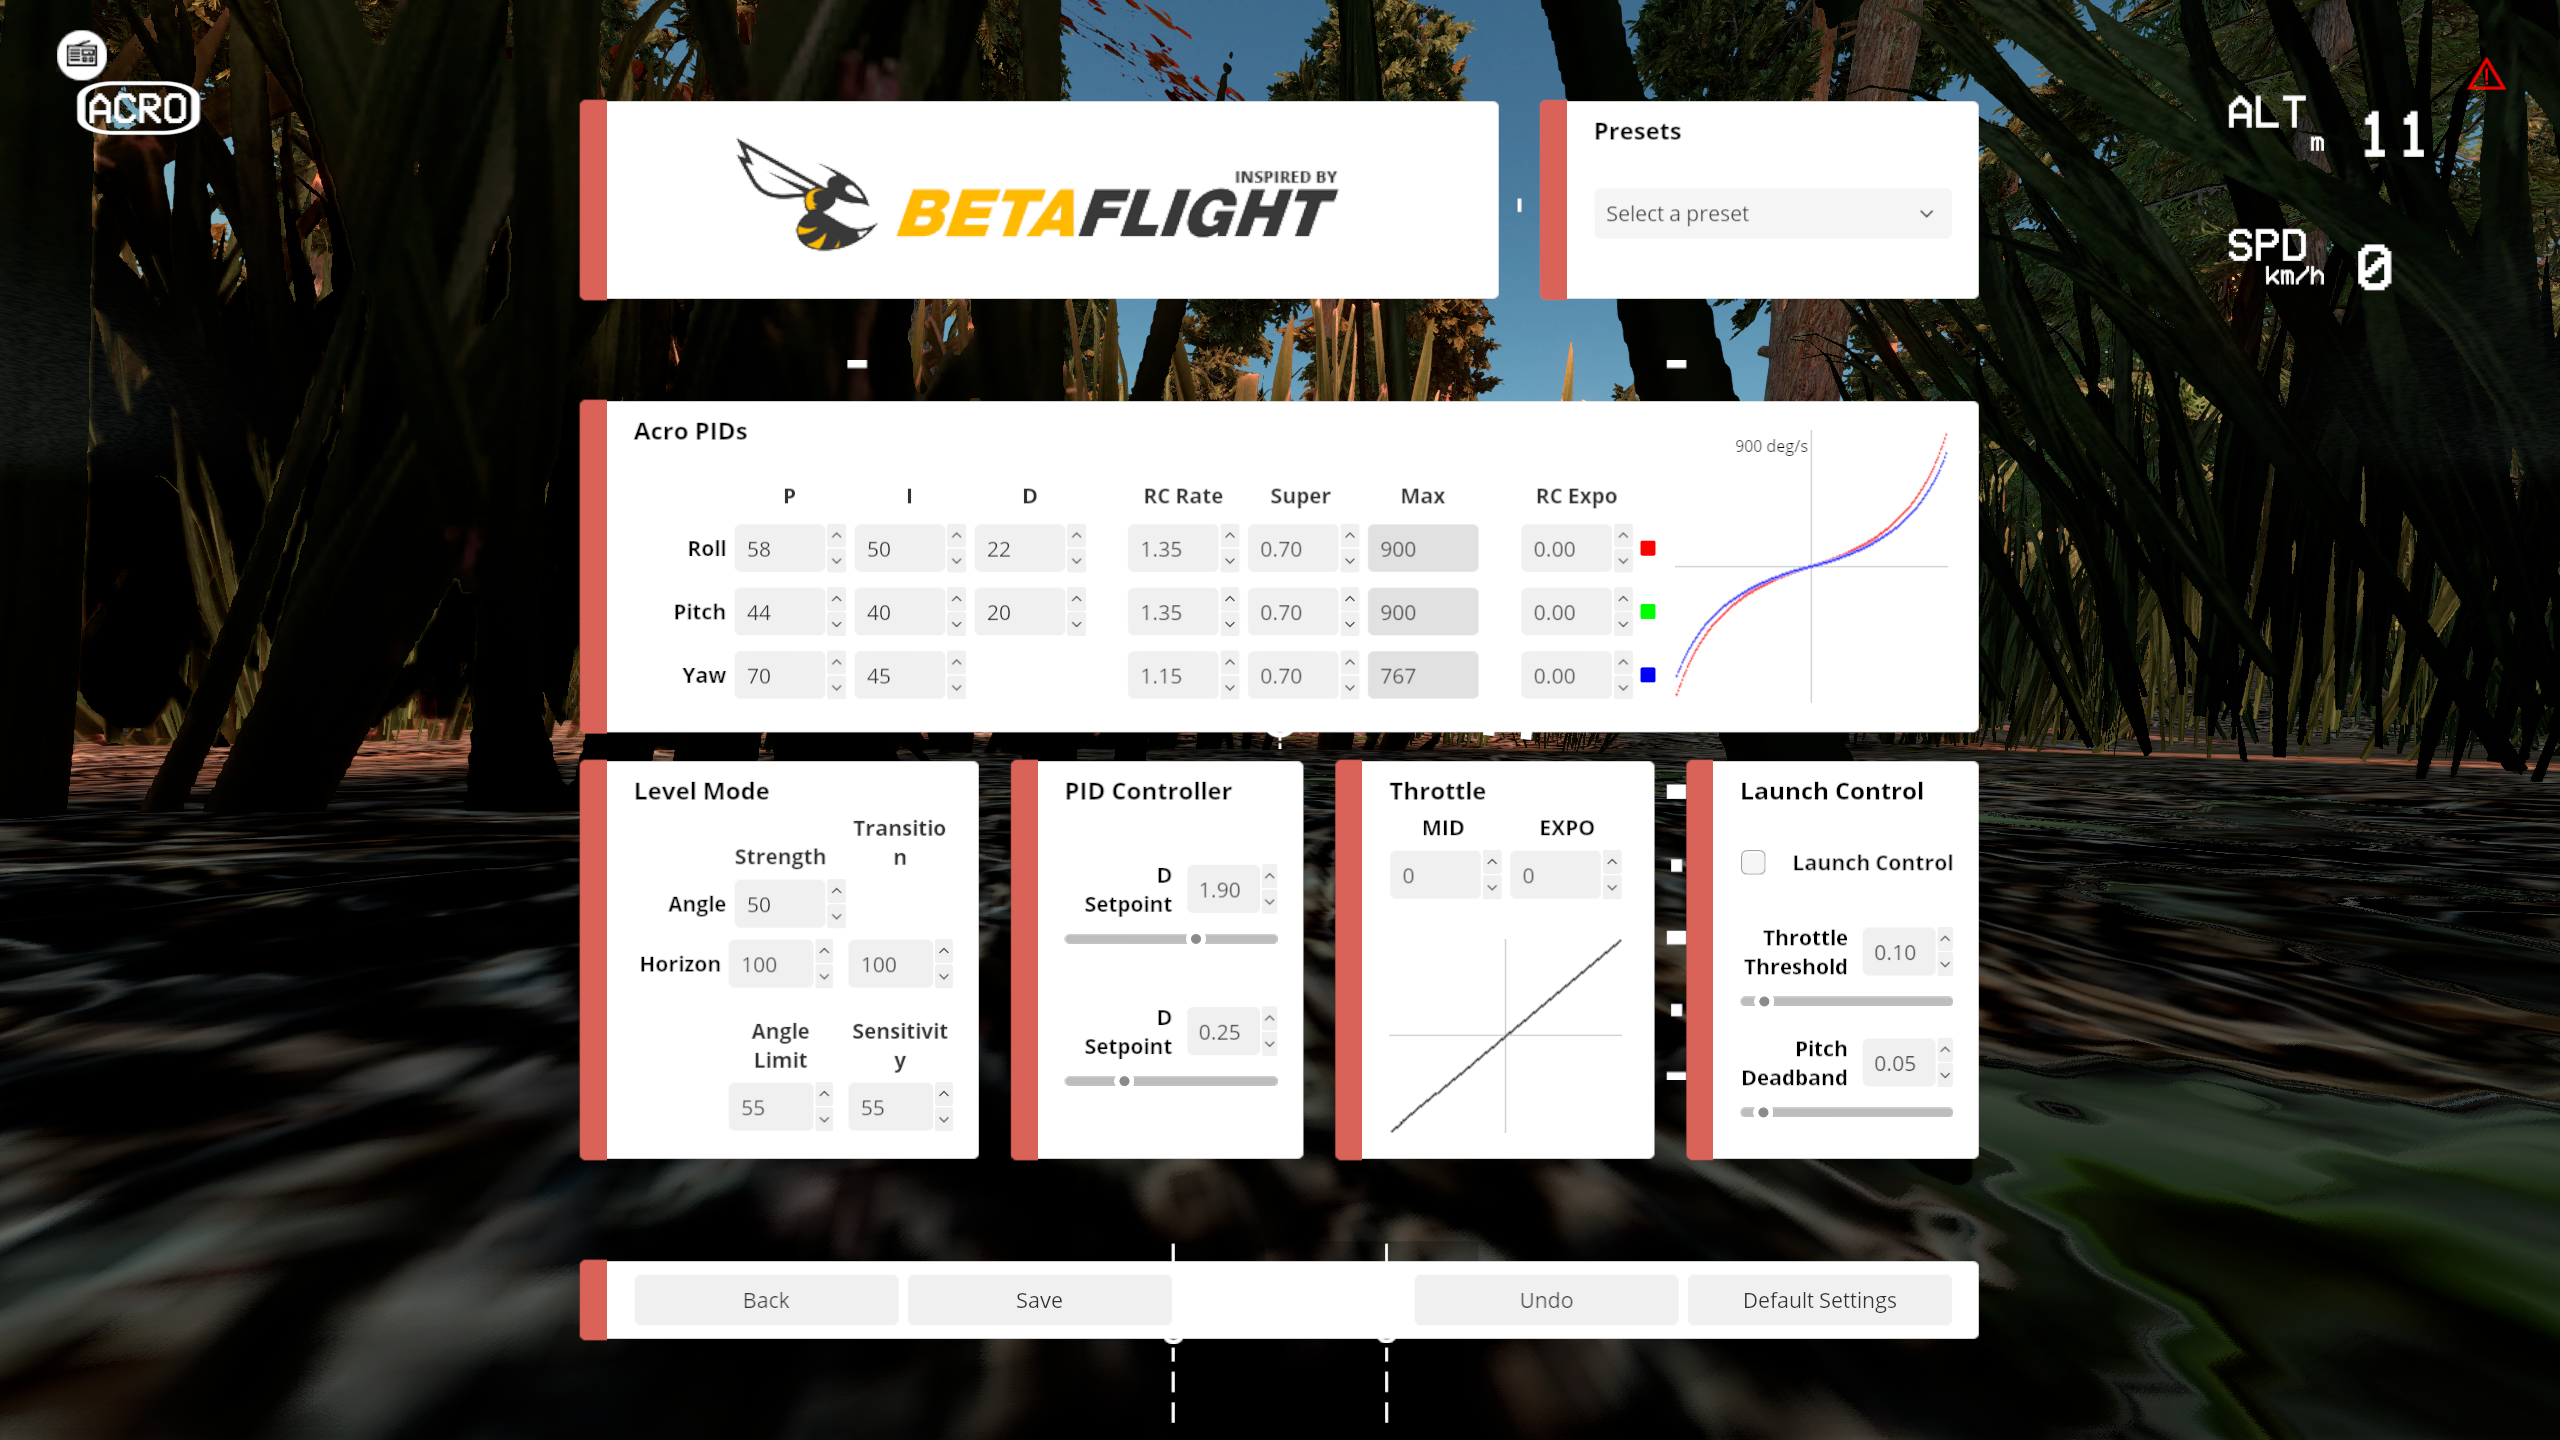 ACRO
ALT m 11
SPD km/h 0
INSPIRED BY
BETAFLIGHT
Presets
Select a preset
Acro PIDs
900 deg/s
P I D RC Rate Super Max RC Expo
Roll 58 50 22 1.35 0.70 900 0.00
Pitch 44 40 20 1.35 0.70 900 0.00
Yaw 70 45 1.15 0.70 767 0.00
Level Mode
Transitio
n
Strength
Angle 50
Horizon 100 100
Angle
Limit
Sensitivit
y
55 55
PID Controller
D
Setpoint
1.90
D
Setpoint
0.25
Throttle
MID EXPO
0 0
Launch Control
Launch Control
Throttle
Threshold
0.10
Pitch
Deadband
0.05
Back Save Undo Default Settings